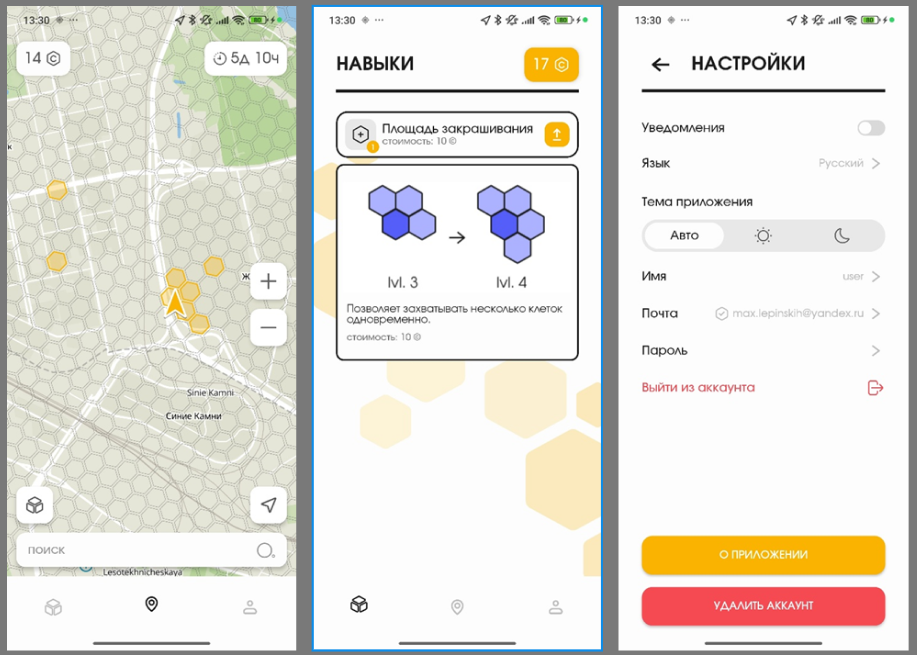 13:30
14 ©
5д 10ч
к
Ж
Sinie Kamni
Синие Камни
поиск
Lesotekhnicheskaya
13:30
НАВЫКИ
17 ©
Площадь закрашивания
стоимость: 10 ©
1
lvl. 3
lvl. 4
Позволяет захватывать несколько клеток
одновременно.
стоимость: 10 ©
13:30
НАСТРОЙКИ
Уведомления
Язык
Русский
Тема приложения
Авто
Имя
user
Почта
max.lepinskih@yandex.ru
Пароль
Выйти из аккаунта
О ПРИЛОЖЕНИИ
УДАЛИТЬ АККАУНТ